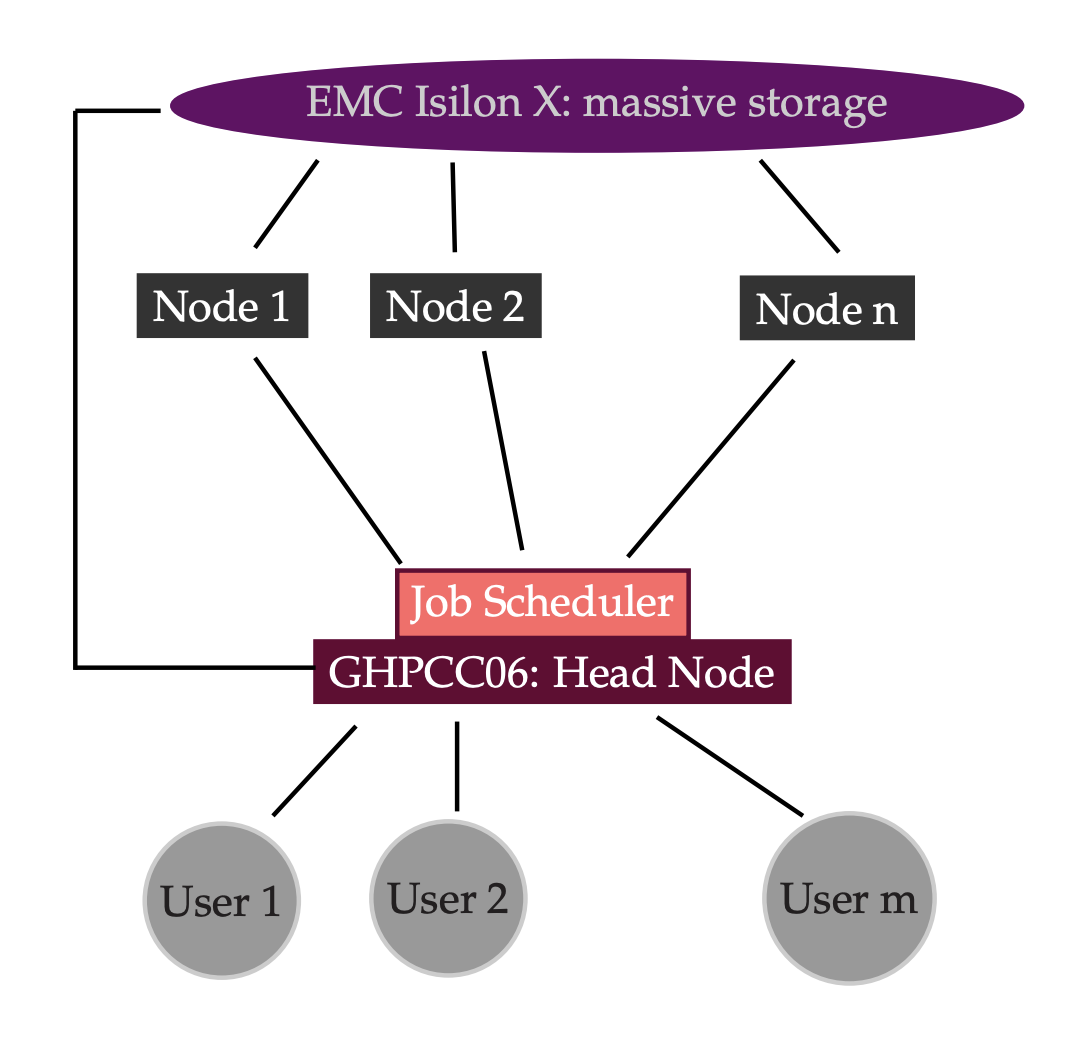 EMC Isilon X: massive storage
Node 1
Node 2
Node n
Job Scheduler
GHPCC06: Head Node
User 1
User 2
User m